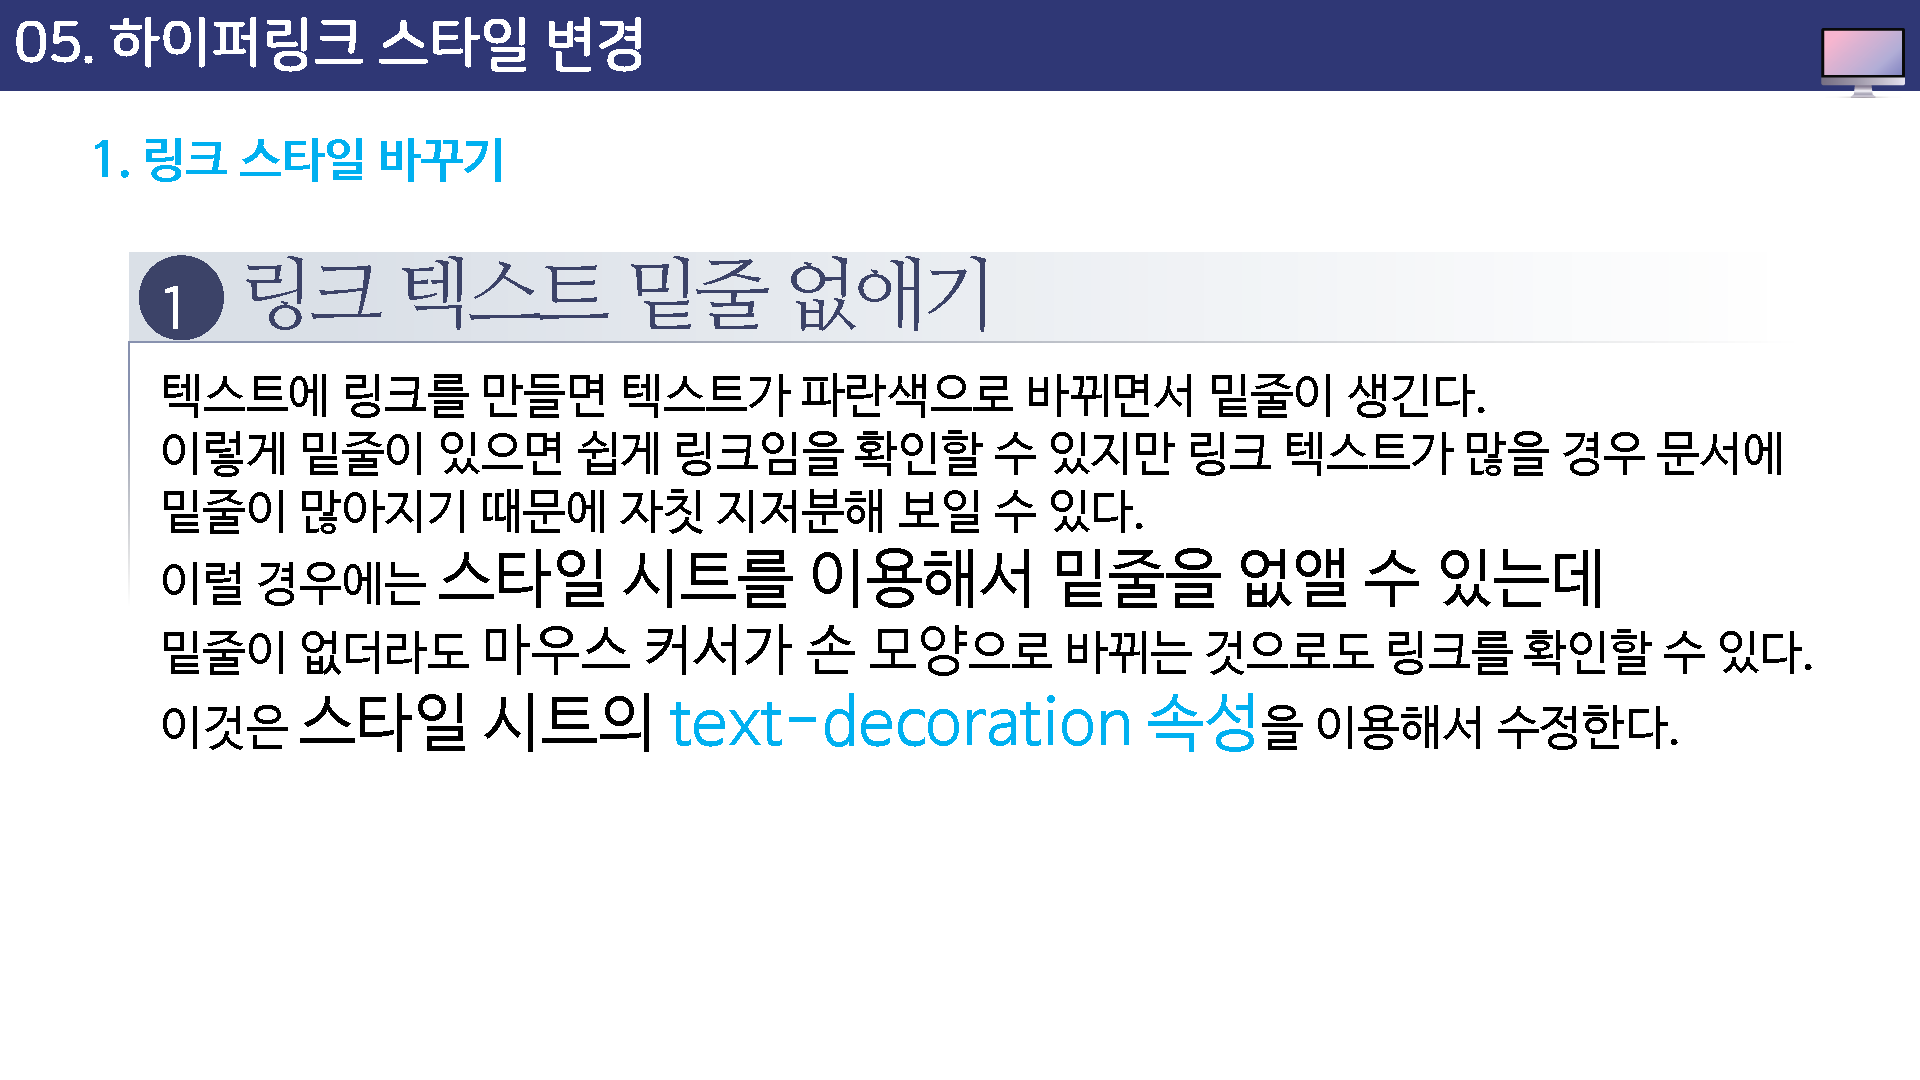 05. 하이퍼링크 스타일 변경
1. 링크 스타일 바꾸기
1 링크 텍스트 밑줄 없애기
텍스트에 링크를 만들면 텍스트가 파란색으로 바뀌면서 밑줄이 생긴다.
이렇게 밑줄이 있으면 쉽게 링크임을 확인할 수 있지만 링크 텍스트가 많을 경우 문서에
밑줄이 많아지기 때문에 자칫 지저분해 보일 수 있다.
이럴 경우에는 스타일 시트를 이용해서 밑줄을 없앨 수 있는데
밑줄이 없더라도 마우스 커서가 손 모양으로 바뀌는 것으로도 링크를 확인할 수 있다.
이것은 스타일 시트의 text-decoration 속성을 이용해서 수정한다.